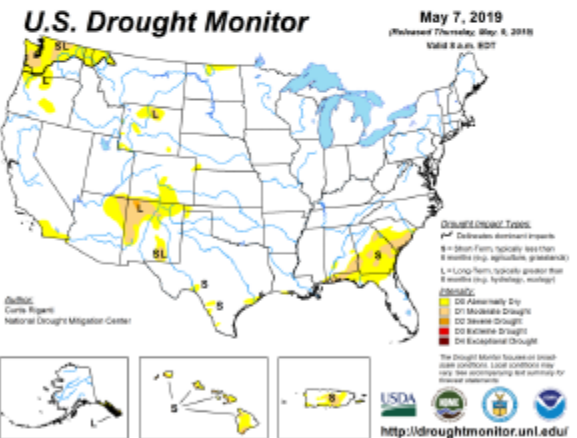 U.S. Drought Monitor
May 7, 2019
(Released Thursday, May. 9, 2019)
Valid 8 a.m. EDT
SL
L
L
L
SL
S
S
S
Drought Impact Types:
Delineates dominant impacts
S = Short-Term, typically less than
6 months (e.g. agriculture, grasslands)
L = Long-Term, typically greater than
6 months (e.g. hydrology, ecology)
Intensity:
D0 Abnormally Dry
D1 Moderate Drought
D2 Severe Drought
D3 Extreme Drought
D4 Exceptional Drought
Author:
Curtis Riganti
National Drought Mitigation Center
The Drought Monitor focuses on broad-
scale conditions. Local conditions may
vary. See accompanying text summary for
forecast statements.
L
S
S
USDA
http://droughtmonitor.unl.edu/